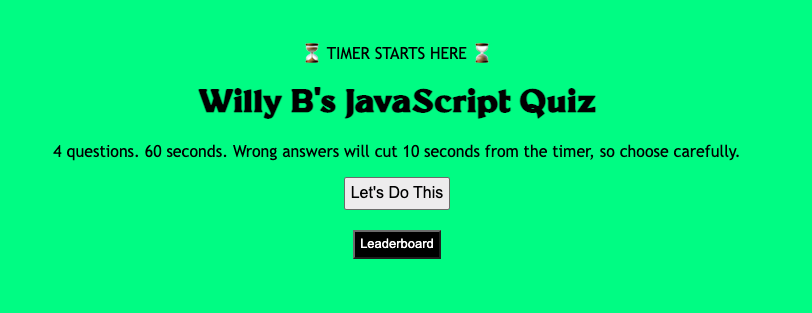 ⏳ TIMER STARTS HERE ⌛
Willy B's JavaScript Quiz
4 questions. 60 seconds. Wrong answers will cut 10 seconds from the timer, so choose carefully.
Let's Do This
Leaderboard